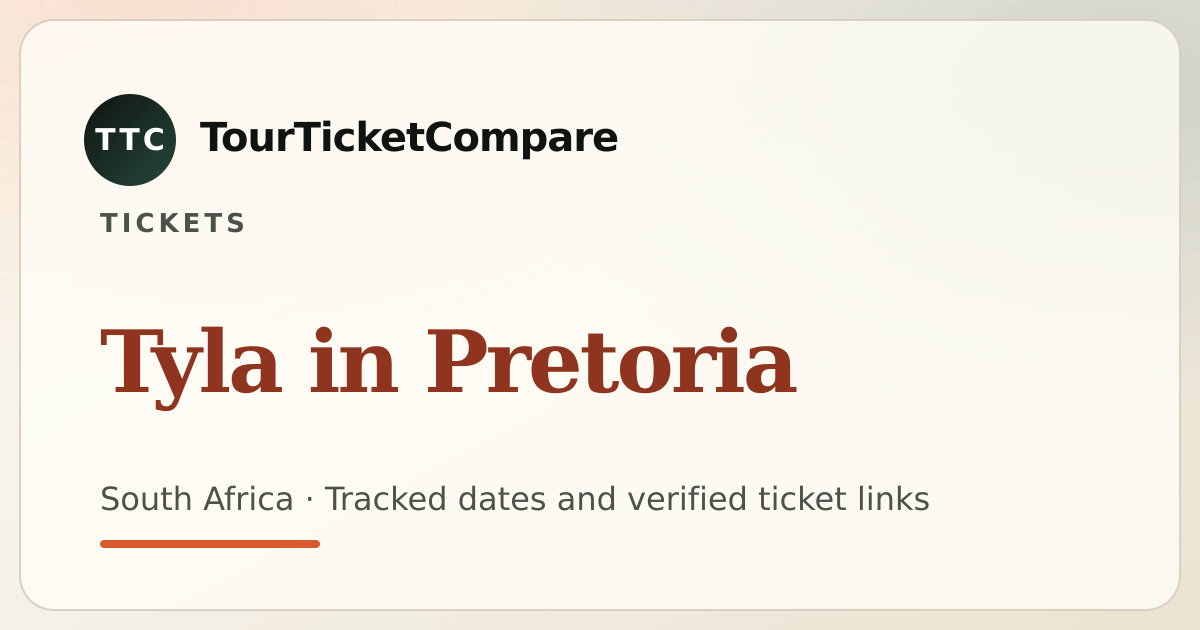 TTC
TourTicketCompare
TICKETS
Tyla in Pretoria
South Africa · Tracked dates and verified ticket links